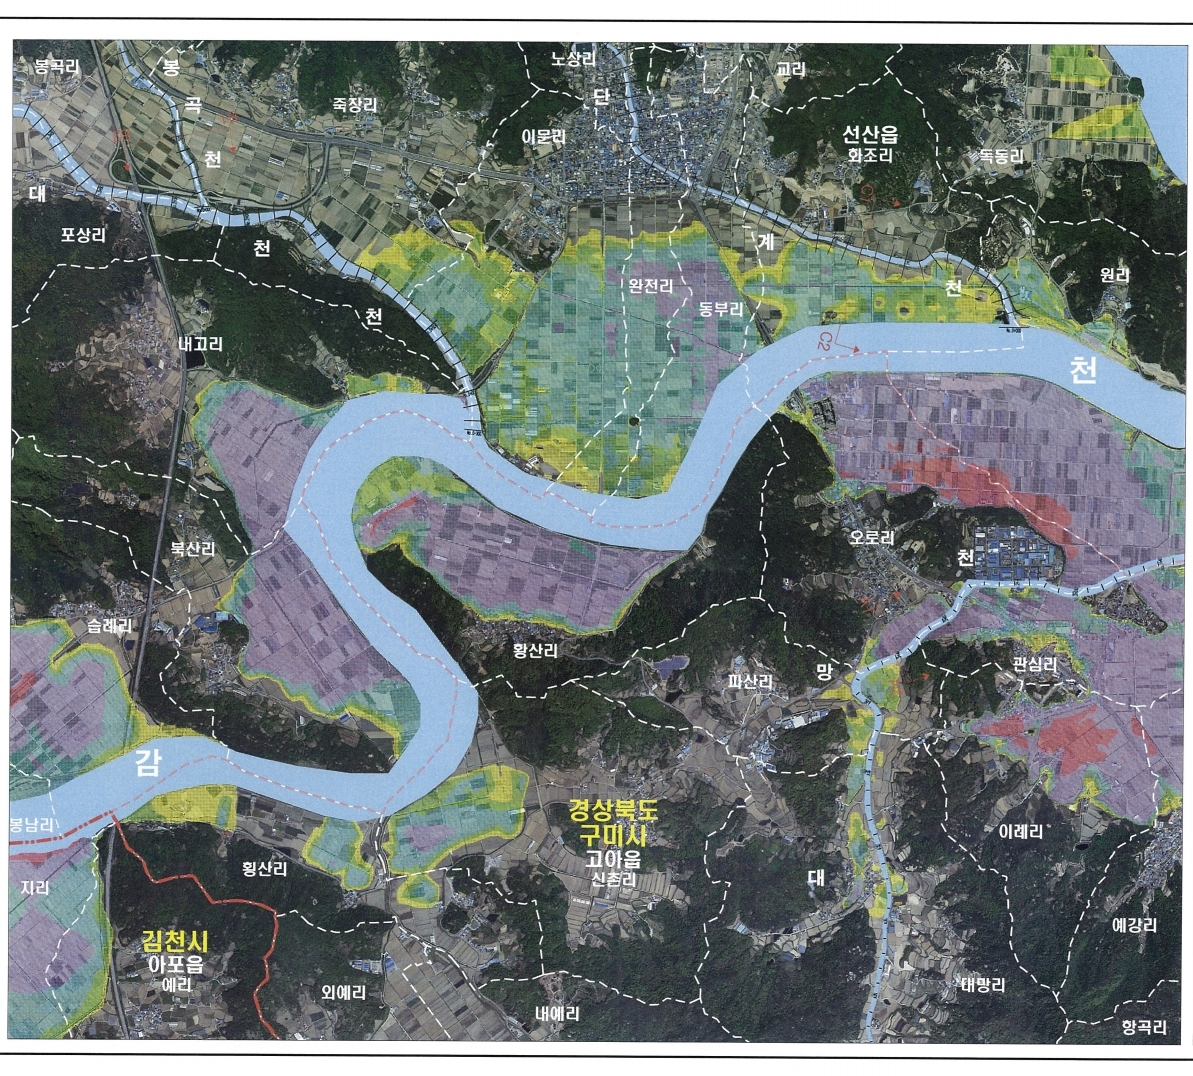 봉곡리
봉
곡
천
죽장리
노상리
단
이문리
교리
선산읍
화조리
독동리
대
포상리
천
천
계
천
원리
완전리
동부리
내고리
C2
천
북산리
습례리
오로리
천
황산리
파산리
망
관심리
감
봉남리
지리
횡산리
경상북도
구미시
고아읍
신촌리
이례리
대
예강리
김천시
아포읍
예리
외예리
내예리
대망리
항곡리